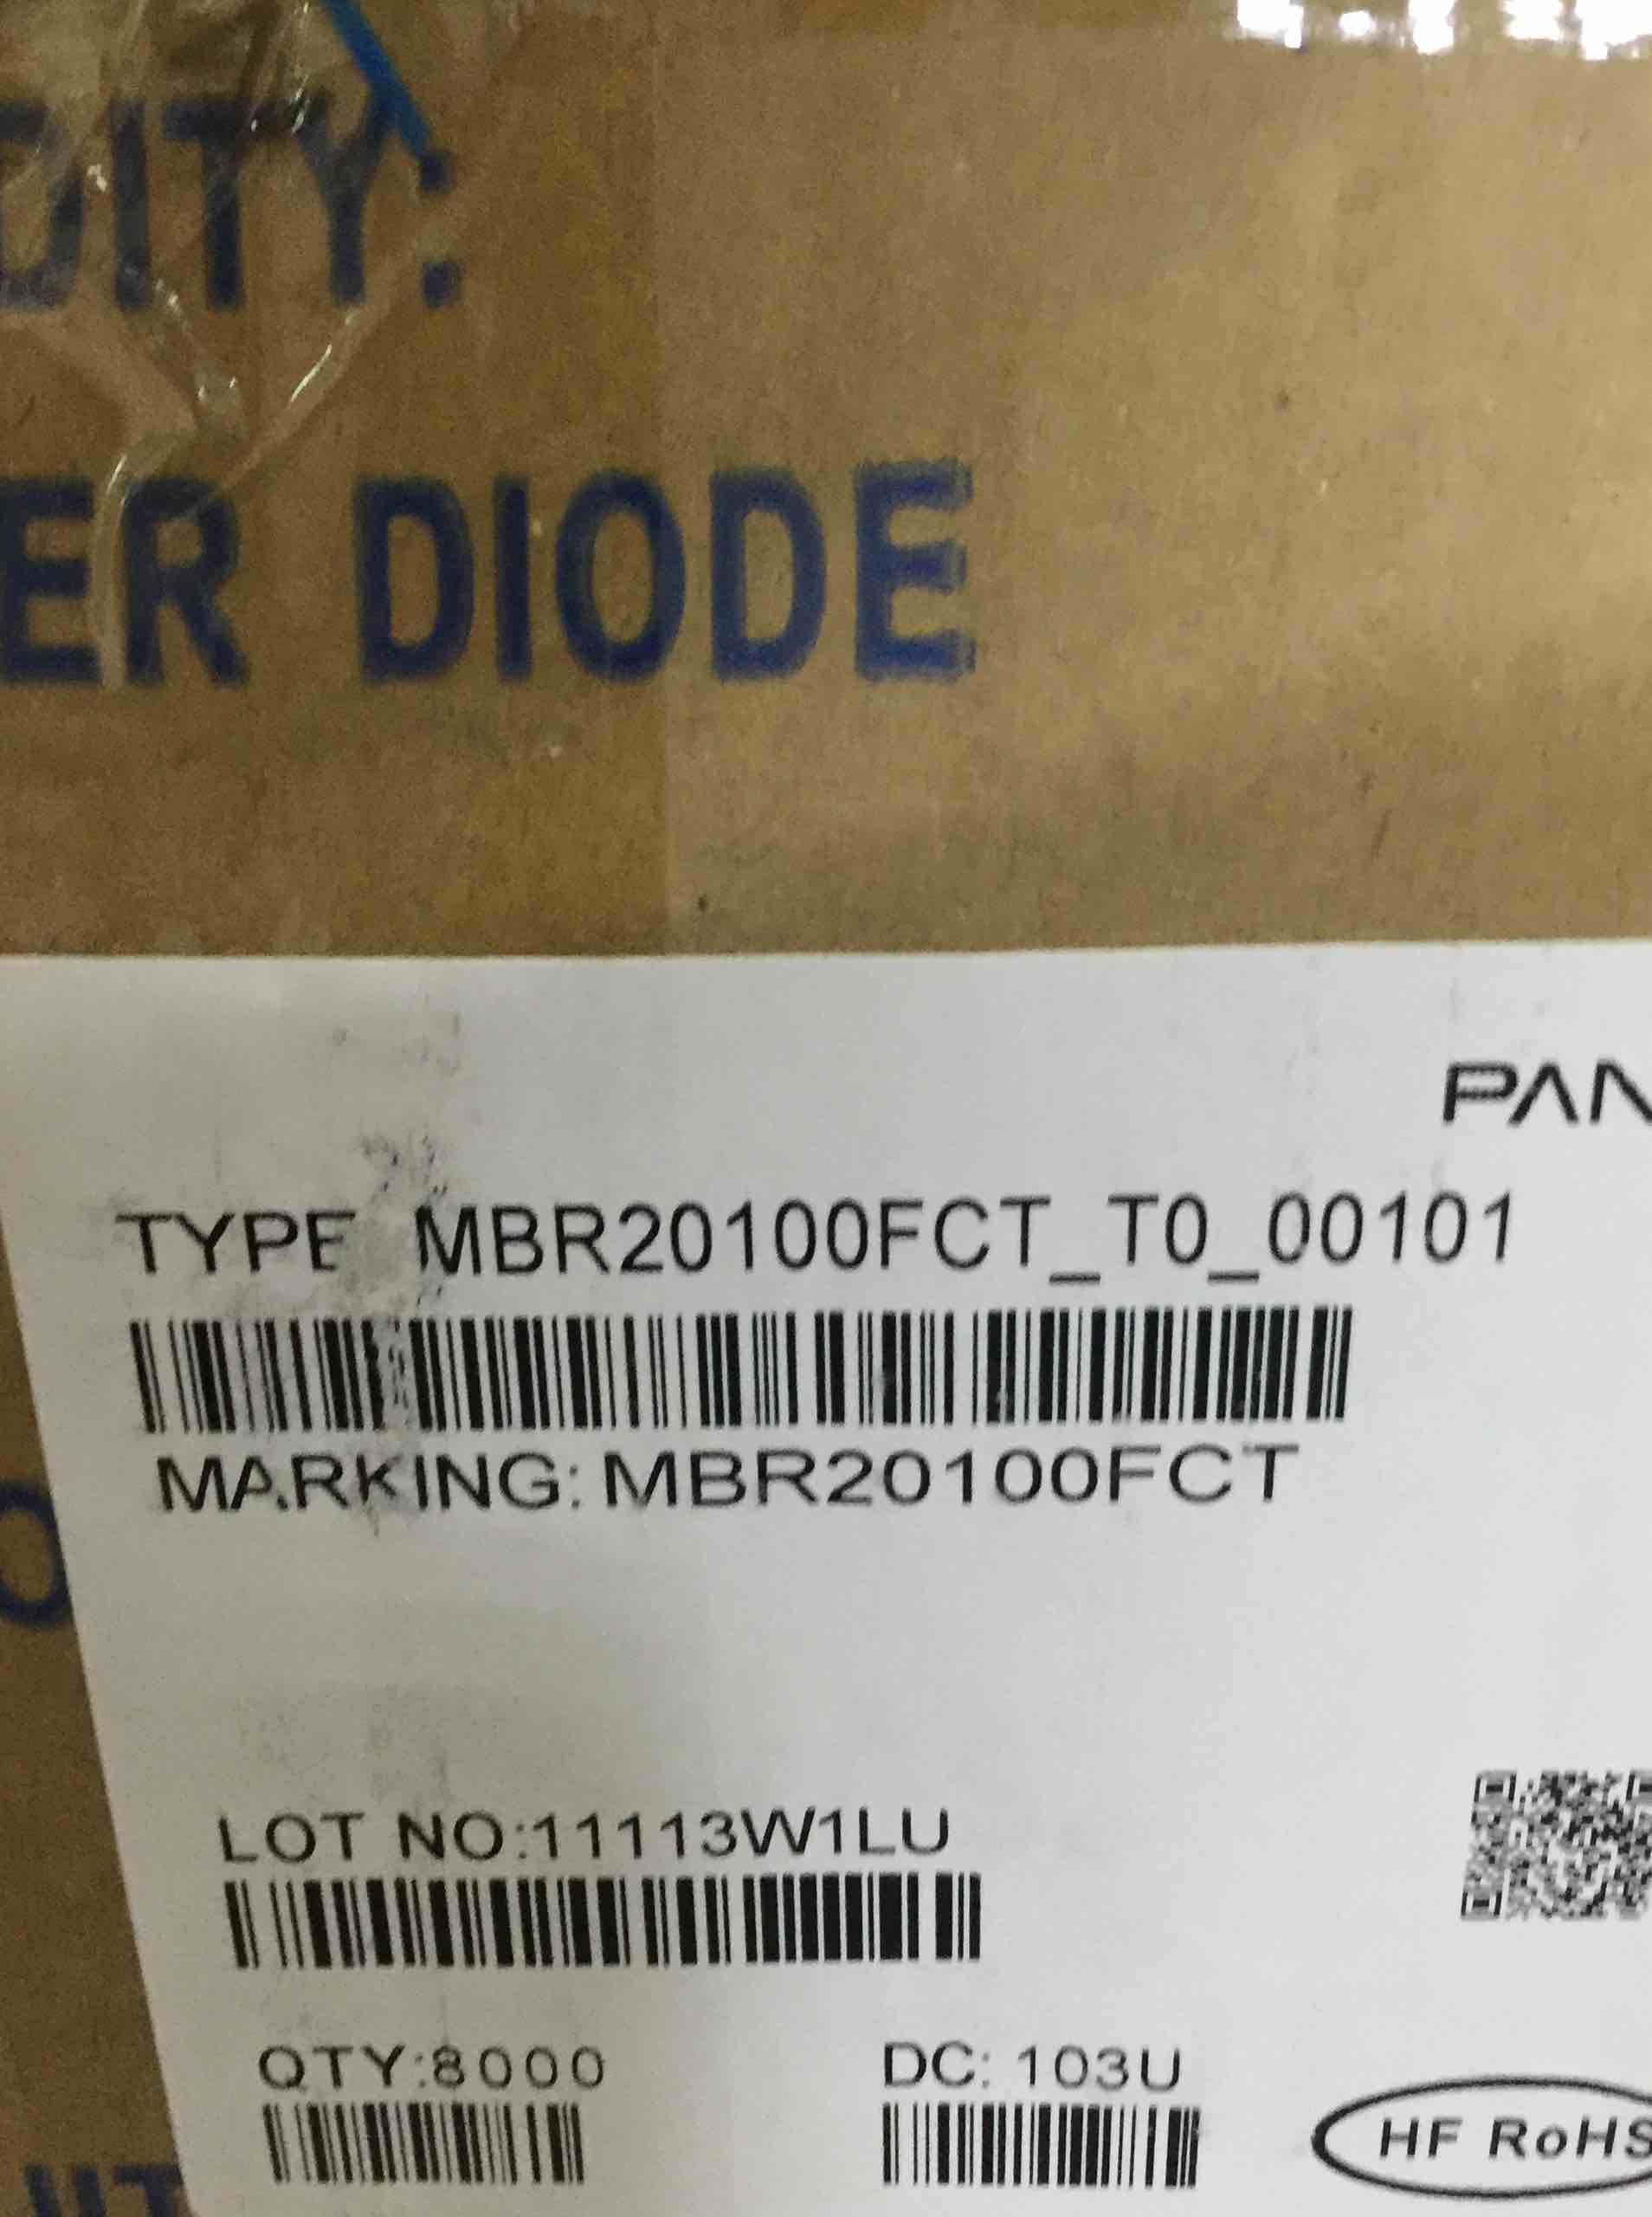 DITY:
ER DIODE
PAN
TYPE MBR20100FCT_T0_00101
MARKING: MBR20100FCT
LOT NO:11113W1LU
QTY:8000 DC: 103U
HF RoHS